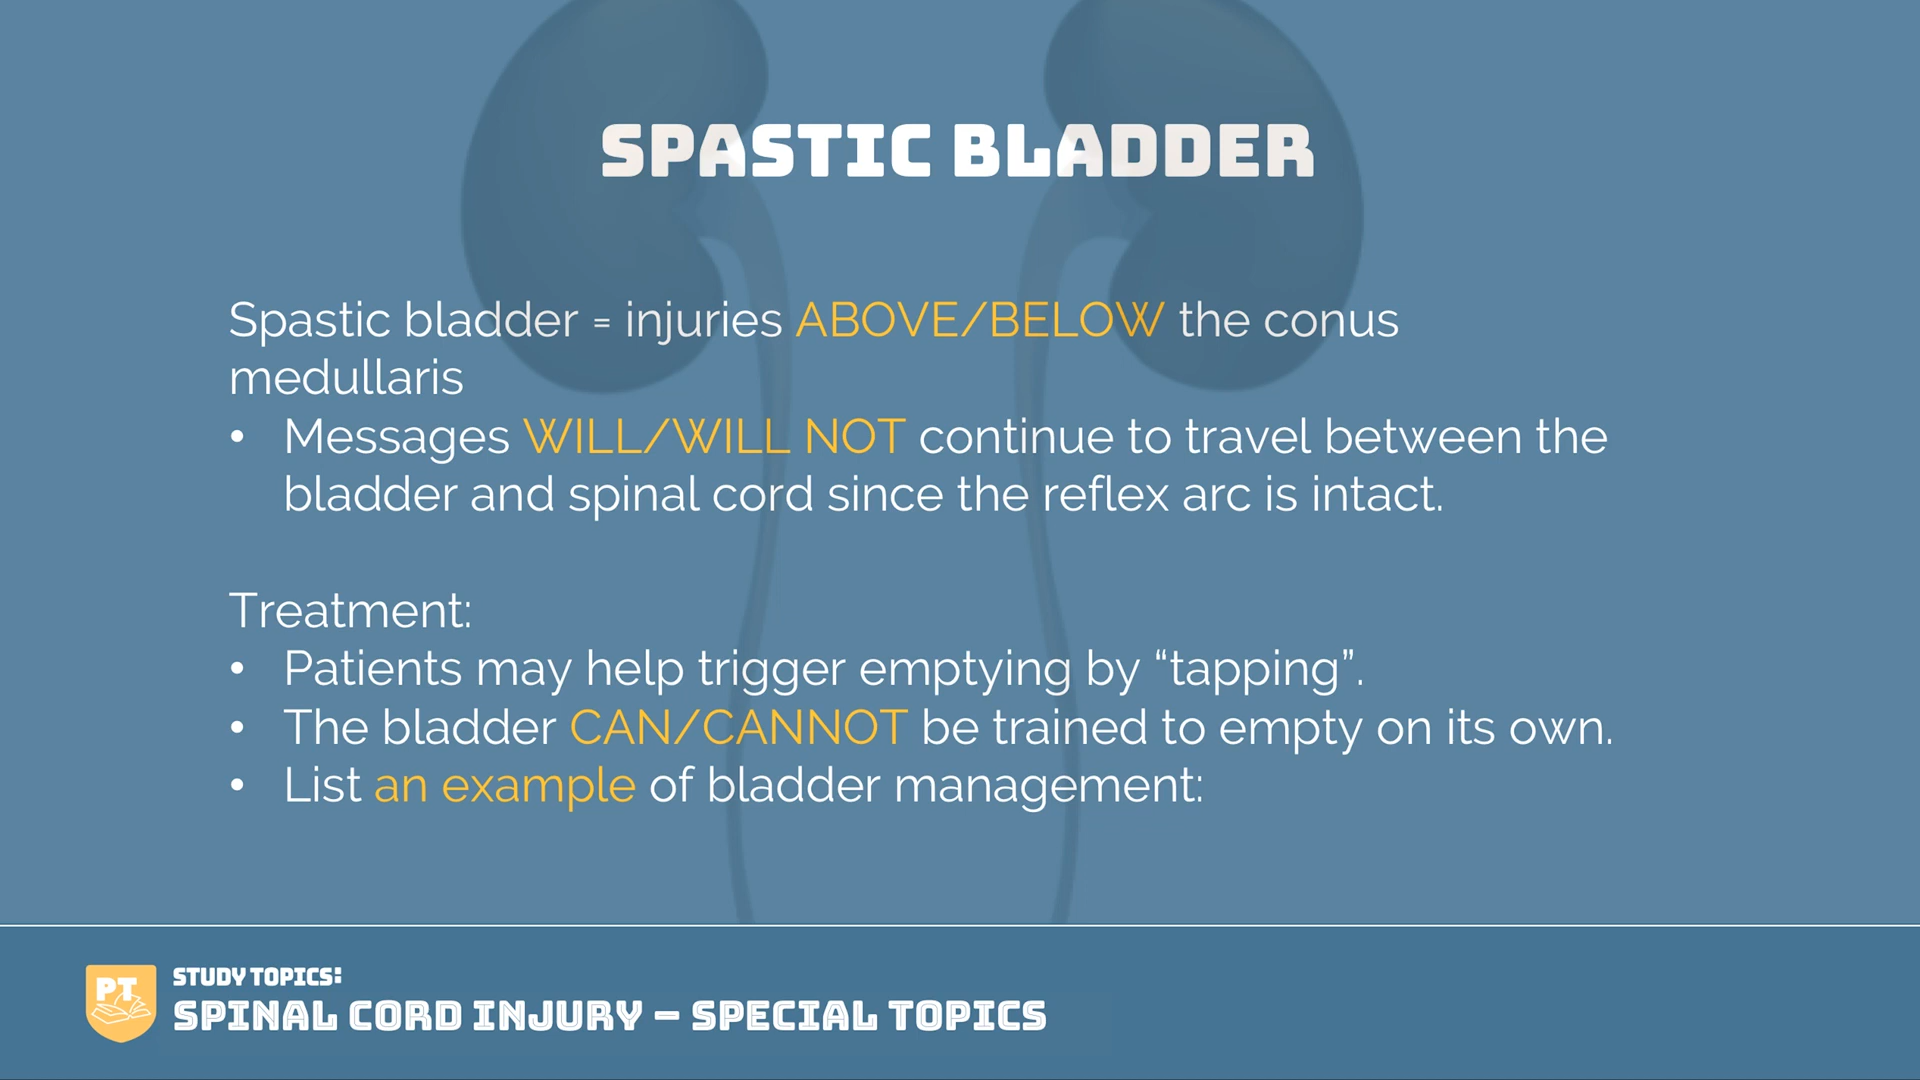 SPASTIC BLADDER
Spastic bladder = injuries ABOVE/BELOW the conus
medullaris
• Messages WILL/WILL NOT continue to travel between the
bladder and spinal cord since the reflex arc is intact.
Treatment:
• Patients may help trigger emptying by “tapping”.
• The bladder CAN/CANNOT be trained to empty on its own.
• List an example of bladder management:
PT
STUDY TOPICS:
SPINAL CORD INJURY – SPECIAL TOPICS